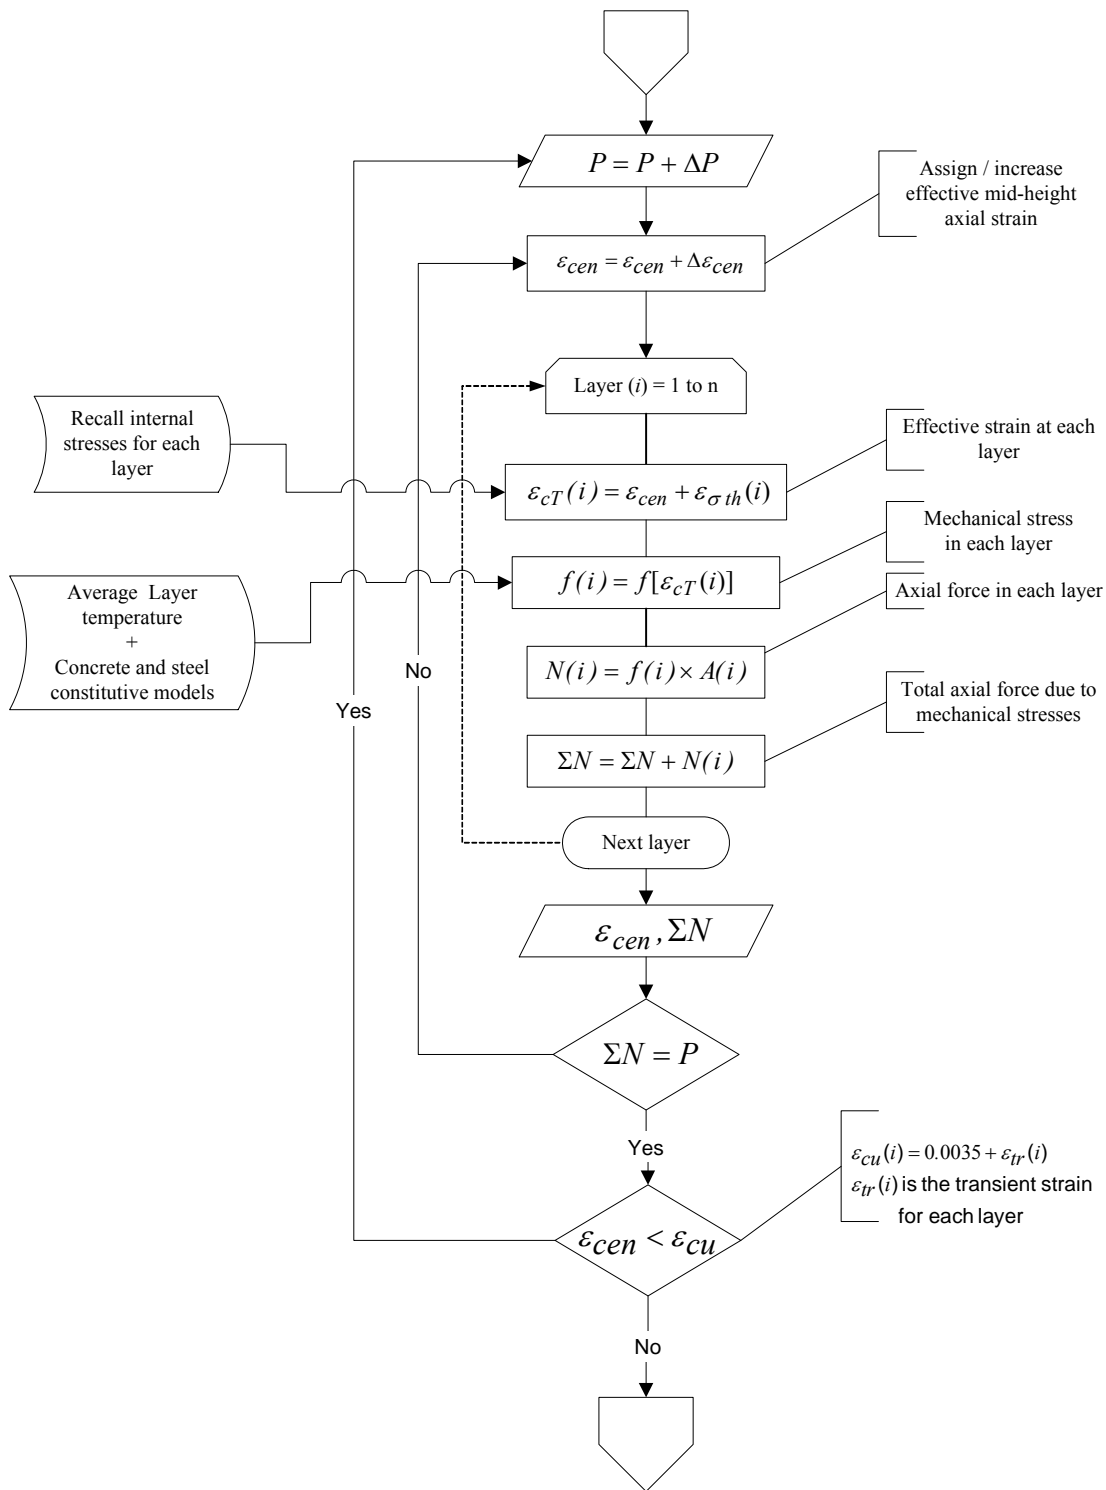 P = P + ΔP
Assign / increase
effective mid-height
axial strain
ε_cen = ε_cen + Δε_cen
Layer (i) = 1 to n
Recall internal
stresses for each
layer
Effective strain at each
layer
ε_cT(i) = ε_cen + ε_σ th(i)
Mechanical stress
in each layer
f(i) = f[ε_cT(i)]
Average Layer
temperature
+
Concrete and steel
constitutive models
Axial force in each layer
N(i) = f(i) × A(i)
No
Yes
Total axial force due to
mechanical stresses
ΣN = ΣN + N(i)
Next layer
ε_cen, ΣN
ΣN = P
Yes
ε_cu(i) = 0.0035 + ε_tr(i)
ε_tr(i) is the transient strain
for each layer
ε_cen < ε_cu
No